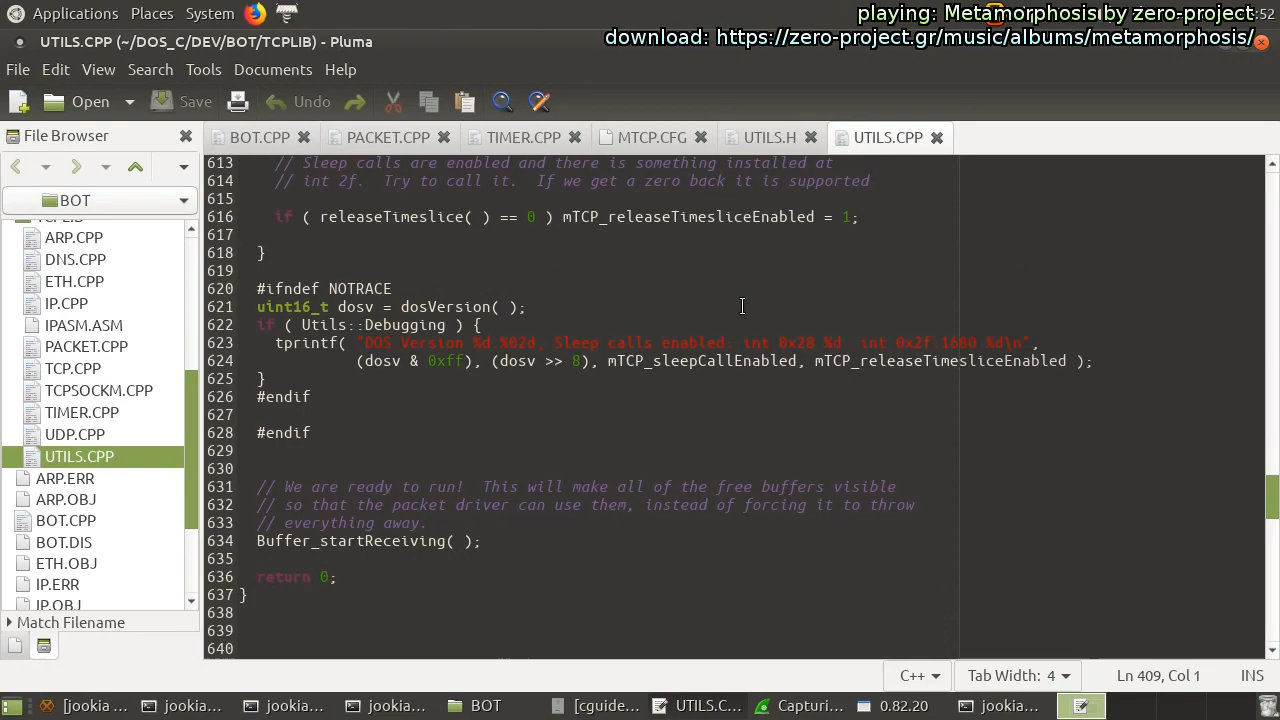 Applications Places System
playing: Metamorphosis by zero-project
:52
download: https://zero-project.gr/music/albums/metamorphosis/
UTILS.CPP (~/DOS_C/DEV/BOT/TCPLIB) - Pluma
File Edit View Search Tools Documents Help
Open Save Undo
File Browser
BOT.CPP PACKET.CPP TIMER.CPP MTCP.CFG UTILS.H UTILS.CPP
BOT
ARP.CPP
DNS.CPP
ETH.CPP
IP.CPP
IPASM.ASM
PACKET.CPP
TCP.CPP
TCPSOCKM.CPP
TIMER.CPP
UDP.CPP
UTILS.CPP
ARP.ERR
ARP.OBJ
BOT.CPP
BOT.DIS
ETH.OBJ
IP.ERR
IP.OBJ
Match Filename
613 // Sleep calls are enabled and there is something installed at
614 // int 2f.  Try to call it.  If we get a zero back it is supported
615
616 if ( releaseTimeslice( ) == 0 ) mTCP_releaseTimesliceEnabled = 1;
617
618 }
619
620 #ifndef NOTRACE
621 uint16_t dosv = dosVersion( );
622 if ( Utils::Debugging ) {
623 tprintf( "DOS Version %d.%02d, Sleep calls enabled, int 0x28 %d  int 0x2f,1680 %d\n",
624 (dosv & 0xff), (dosv >> 8), mTCP_sleepCallEnabled, mTCP_releaseTimesliceEnabled );
625 }
626 #endif
627
628 #endif
629
630
631 // We are ready to run!  This will make all of the free buffers visible
632 // so that the packet driver can use them, instead of forcing it to throw
633 // everything away.
634 Buffer_startReceiving( );
635
636 return 0;
637 }
638
639
640
C++ Tab Width: 4 Ln 409, Col 1 INS
[jookia ... jookia... jookia... jookia... BOT [cguide... UTILS.C... Capturi... 0.82.20 jookia...